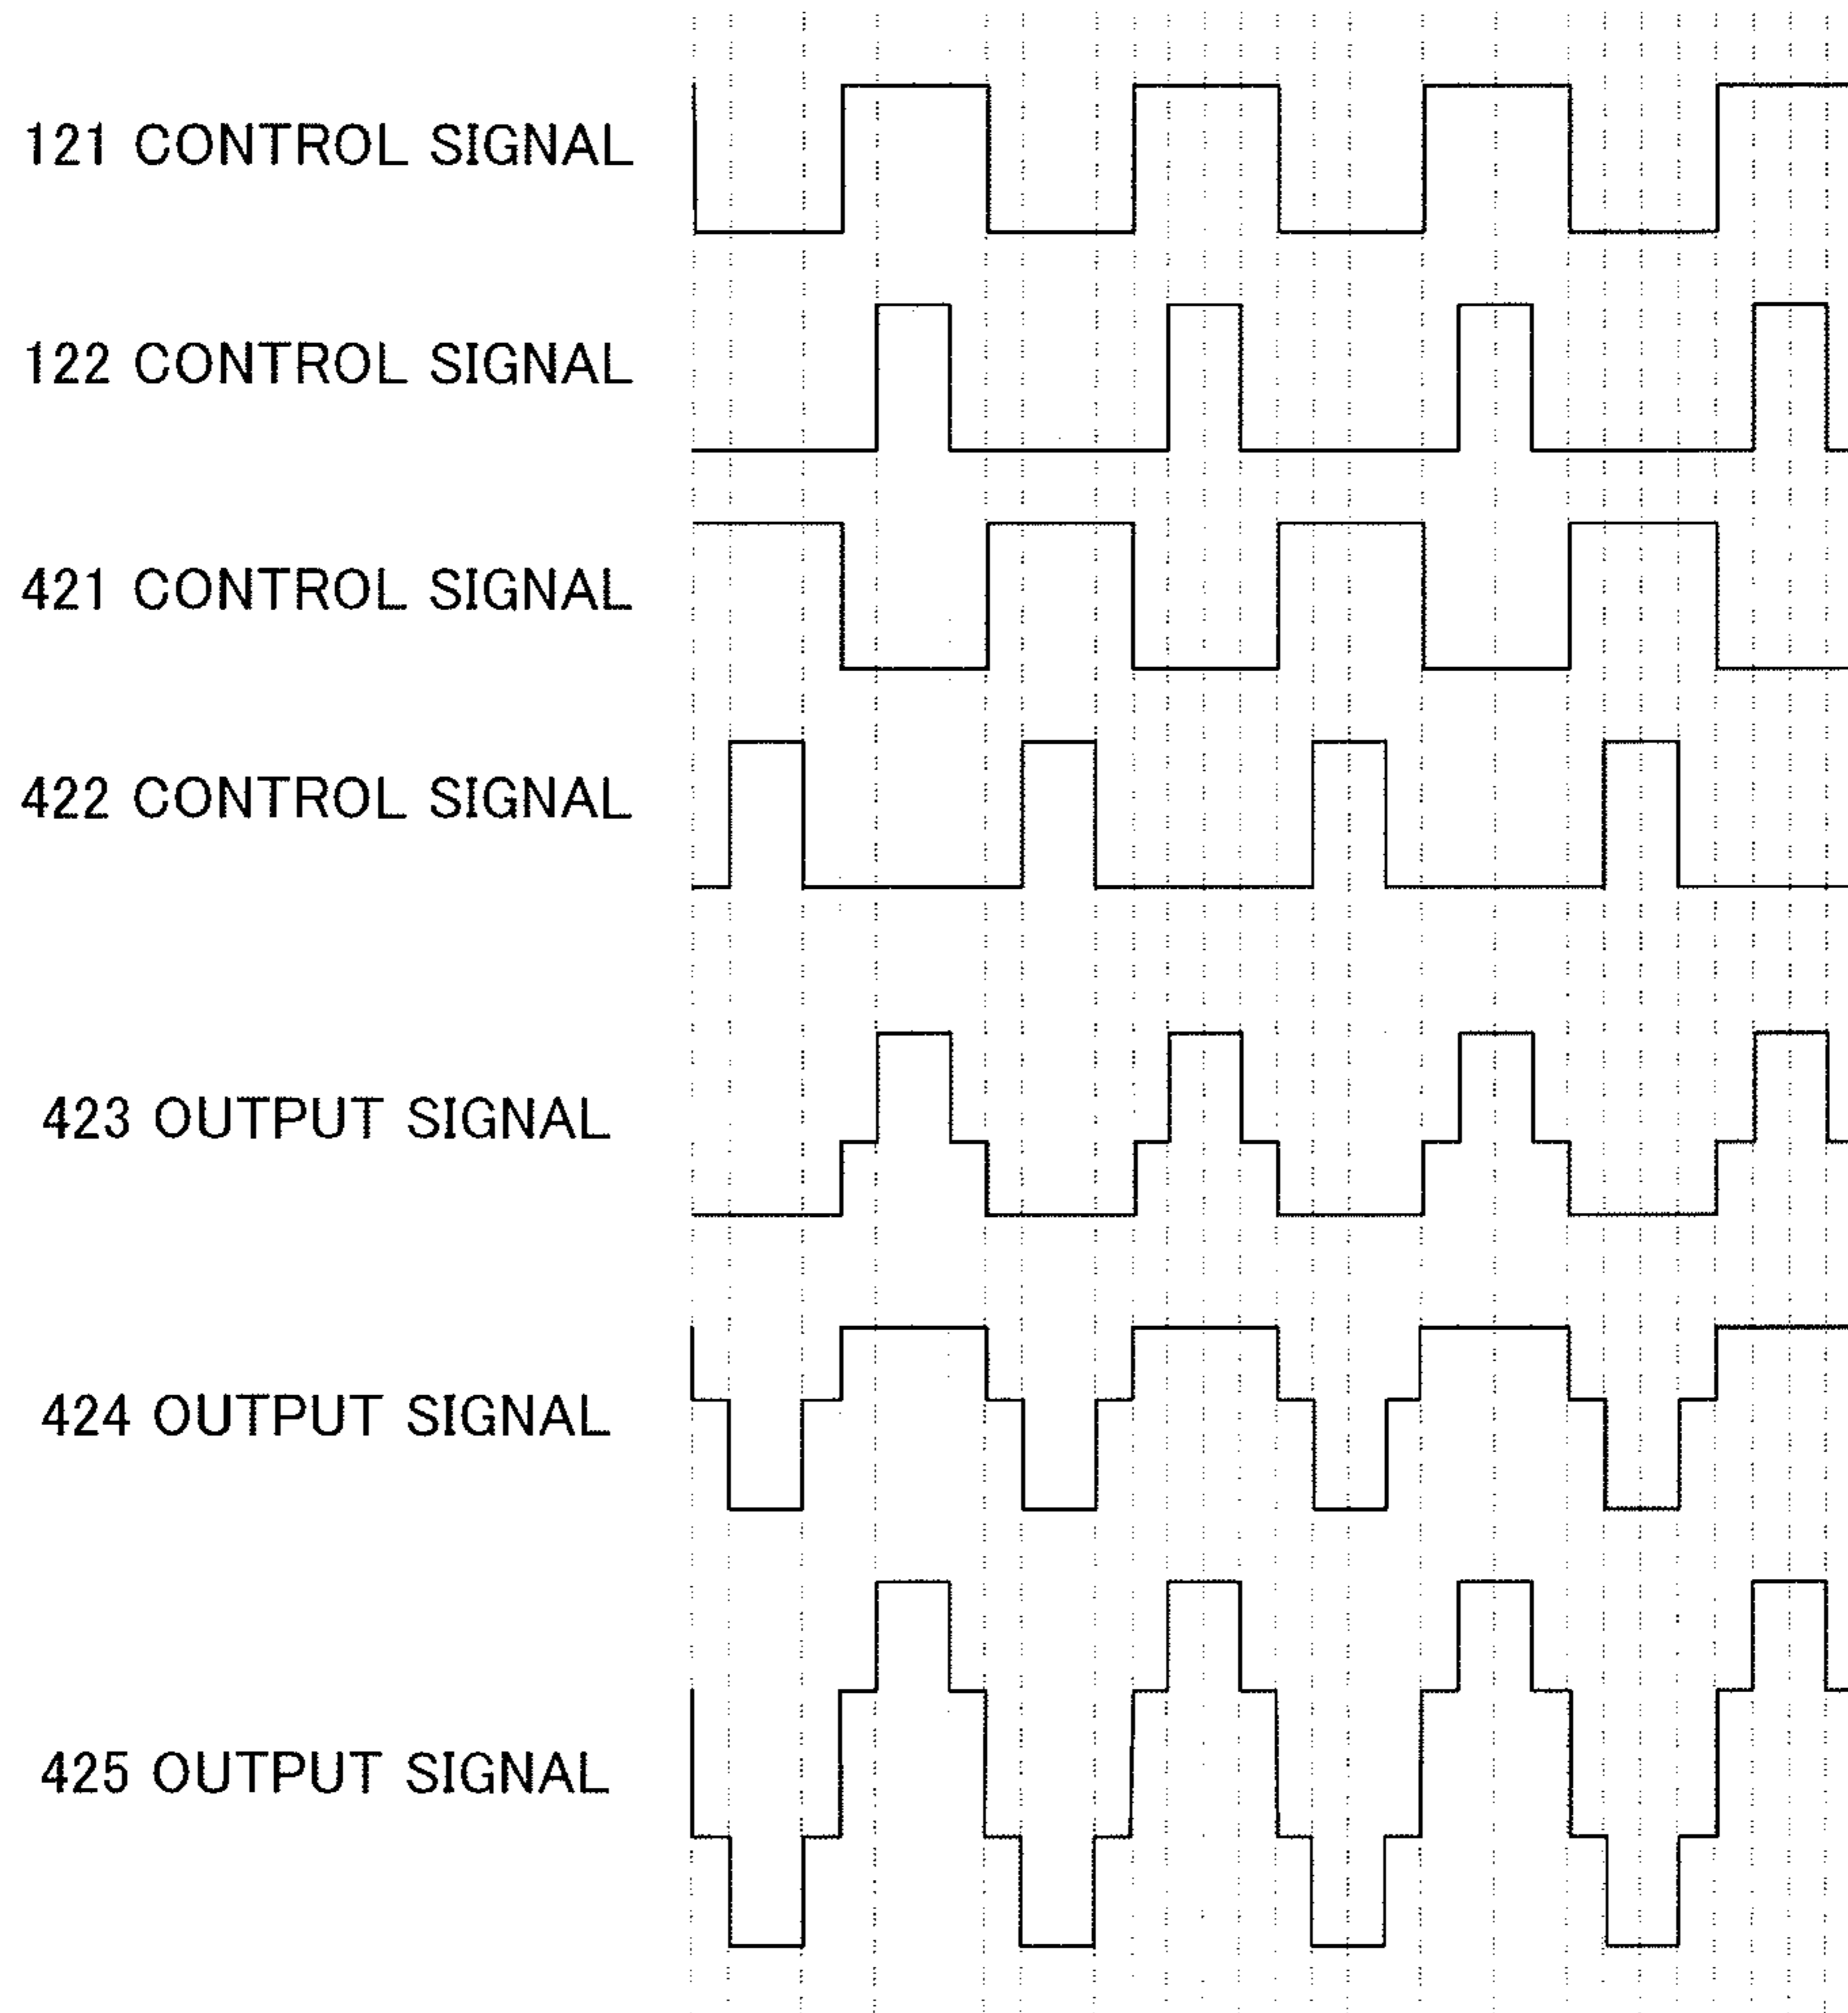 121 CONTROL SIGNAL
122 CONTROL SIGNAL
421 CONTROL SIGNAL
422 CONTROL SIGNAL
423 OUTPUT SIGNAL
424 OUTPUT SIGNAL
425 OUTPUT SIGNAL